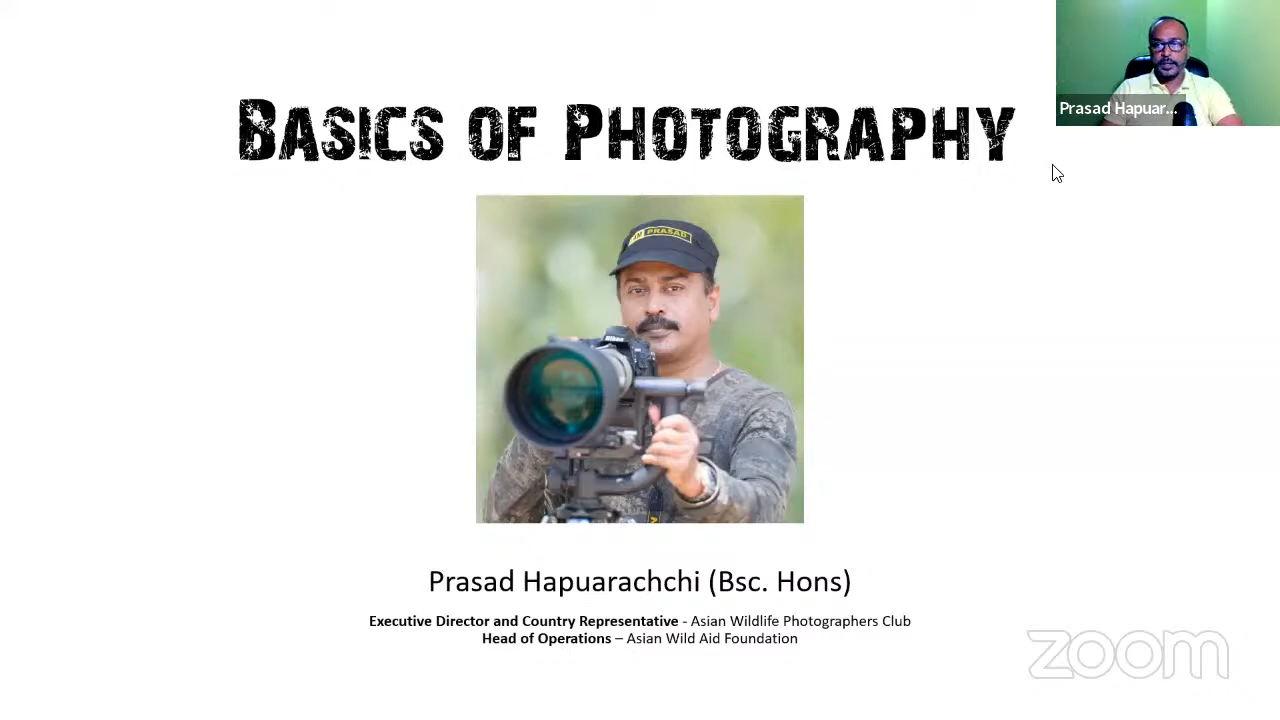 Basics of Photography
Prasad Hapuar...
PRASAD
Nikon
Prasad Hapuarachchi (Bsc. Hons)
Executive Director and Country Representative - Asian Wildlife Photographers Club
Head of Operations – Asian Wild Aid Foundation
zoom